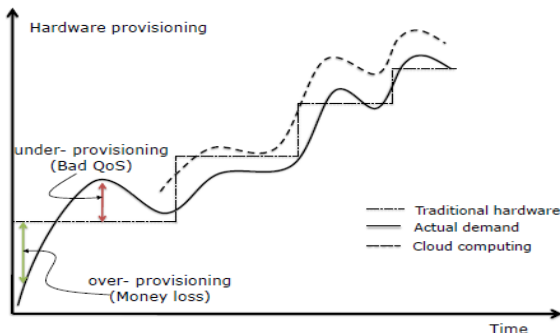 Hardware provisioning
under- provisioning
(Bad QoS)
Traditional hardware
Actual demand
Cloud computing
over- provisioning
(Money loss)
Time